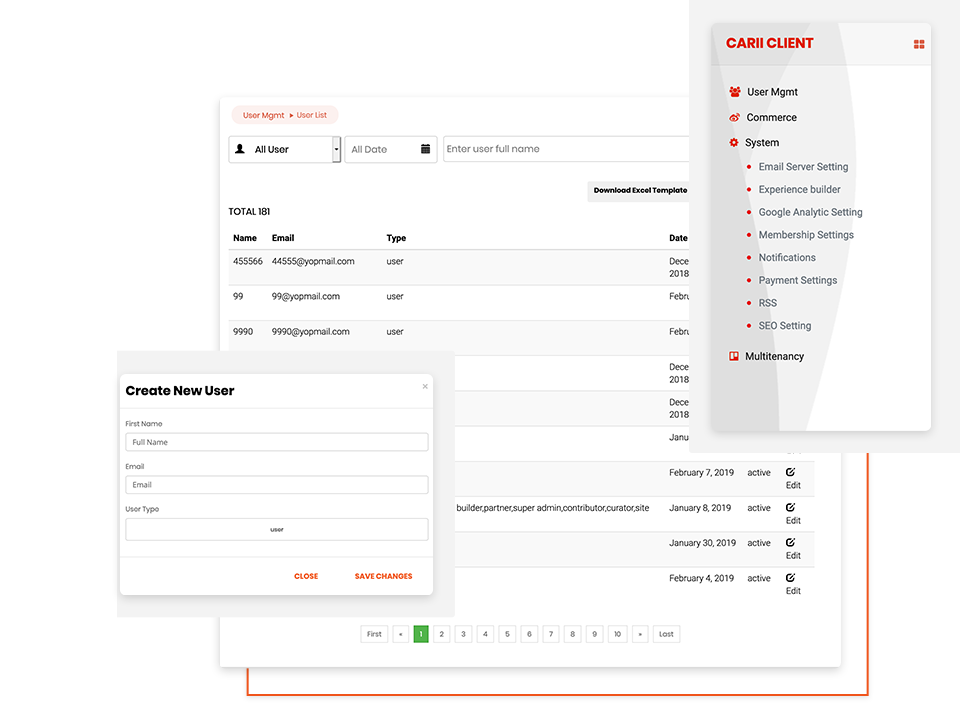 CARII CLIENT
User Mgmt
Commerce
System
Email Server Setting
Experience builder
Google Analytic Setting
Membership Settings
Notifications
Payment Settings
RSS
SEO Setting
Multitenancy
User Mgmt ▸ User List
All User All Date Enter user full name
Download Excel Template
TOTAL 181
Name Email Type Date
455566 44555@yopmail.com user Dece
2018
99 99@yopmail.com user Febru
9990 9990@yopmail.com user Febru
Dece
2018
Dece
2018
Janu
February 7, 2019 active Edit
builder,partner,super admin,contributor,curator,site January 8, 2019 active Edit
January 30, 2019 active Edit
February 4, 2019 active Edit
First « 1 2 3 4 5 6 7 8 9 10 » Last
Create New User ×
First Name
Full Name
Email
Email
User Type
user
CLOSE SAVE CHANGES